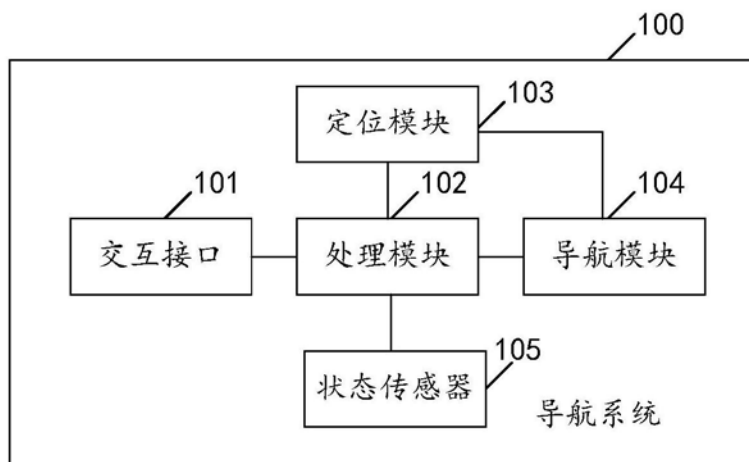 100
定位模块
103
101
102
104
交互接口
处理模块
导航模块
状态传感器
105
导航系统